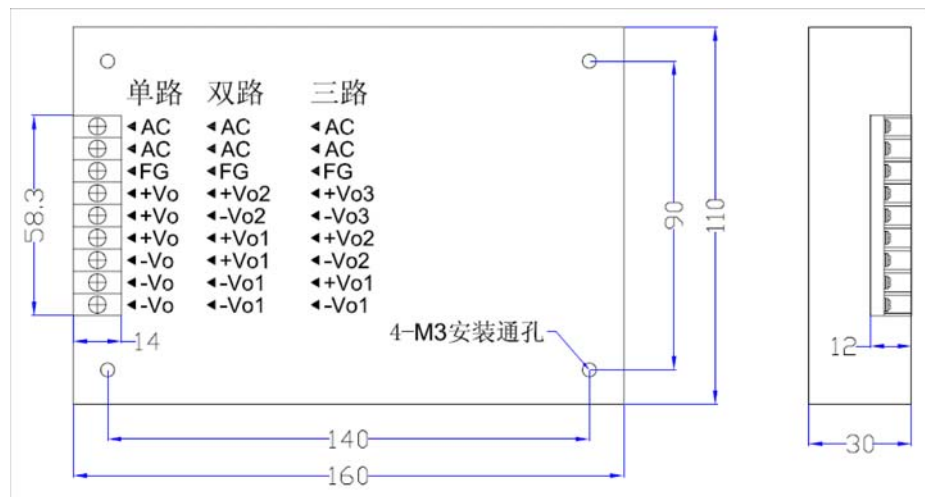 单路 双路 三路
◄AC ◄AC ◄AC
◄AC ◄AC ◄AC
◄FG ◄FG ◄FG
◄+Vo ◄+Vo2 ◄+Vo3
◄+Vo ◄-Vo2 ◄-Vo3
◄+Vo ◄+Vo1 ◄+Vo2
◄-Vo ◄+Vo1 ◄-Vo2
◄-Vo ◄-Vo1 ◄+Vo1
◄-Vo ◄-Vo1 ◄-Vo1
58.3
14
4-M3安装通孔
90
110
140
160
12
30